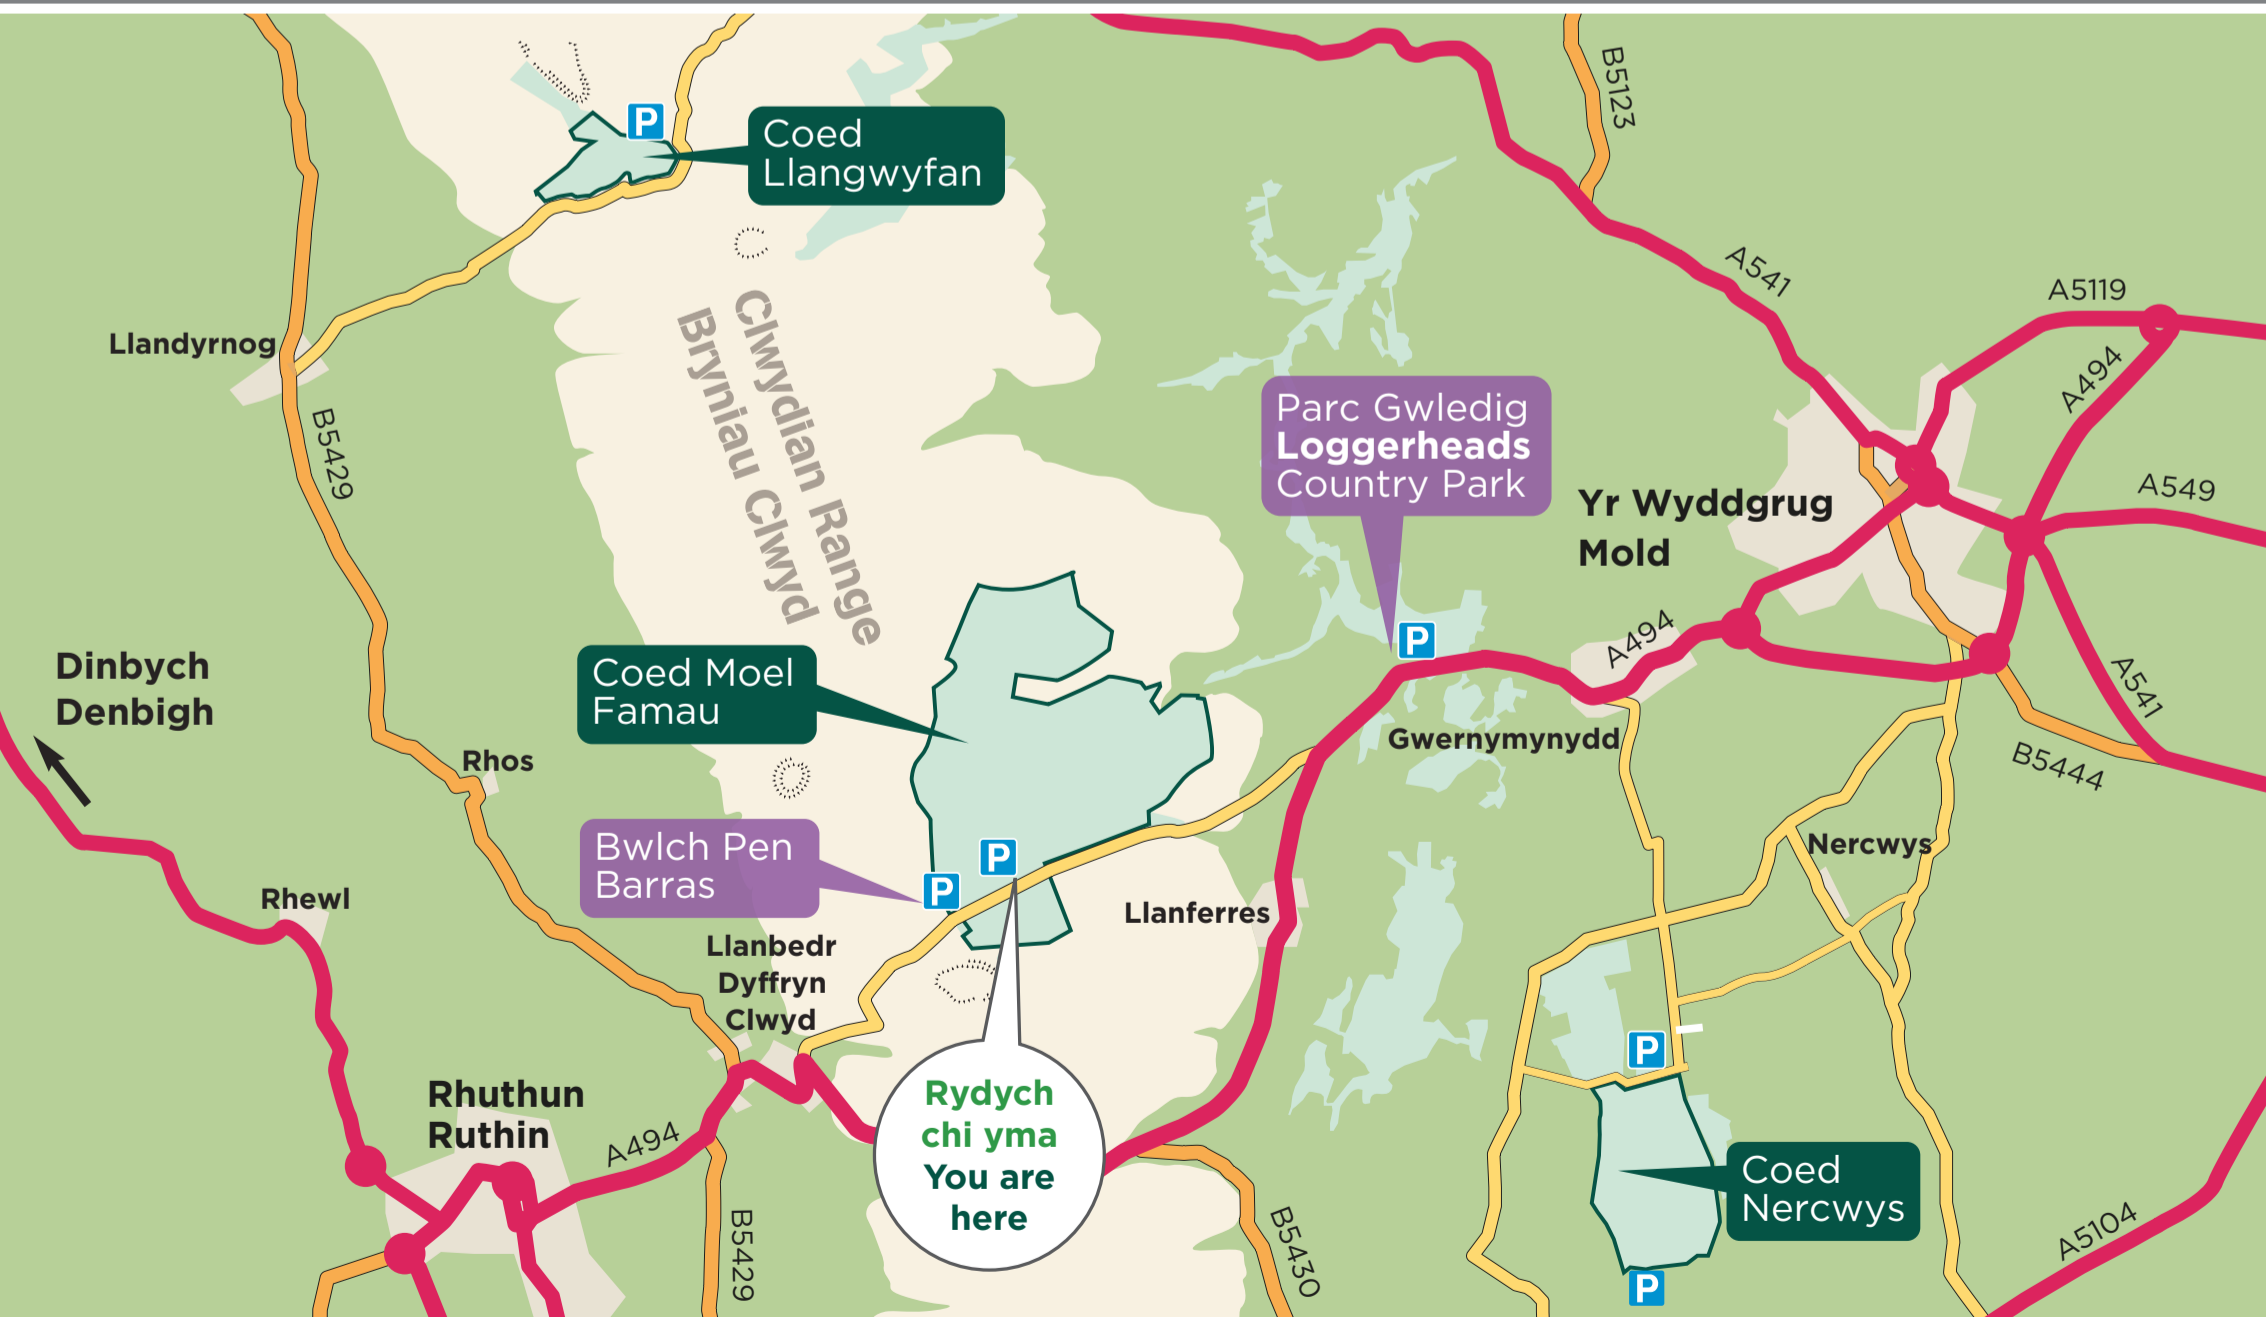 B5123
P
Coed
Llangwyfan
A541
A5119
Llandyrnog
A494
B5429
Clwydian Range
Bryniau Clwyd
Parc Gwledig
Loggerheads
Country Park
Yr Wyddgrug
Mold
A549
Dinbych
Denbigh
Coed Moel
Famau
P
A494
A541
Gwernymynydd
B5444
Rhos
Bwlch Pen
Barras
P
P
Nercwys
Rhewl
Llanferres
Llanbedr
Dyffryn
Clwyd
P
Rhuthun
Ruthin
A494
Rydych
chi yma
You are
here
Coed
Nercwys
B5429
B5430
A5104
P